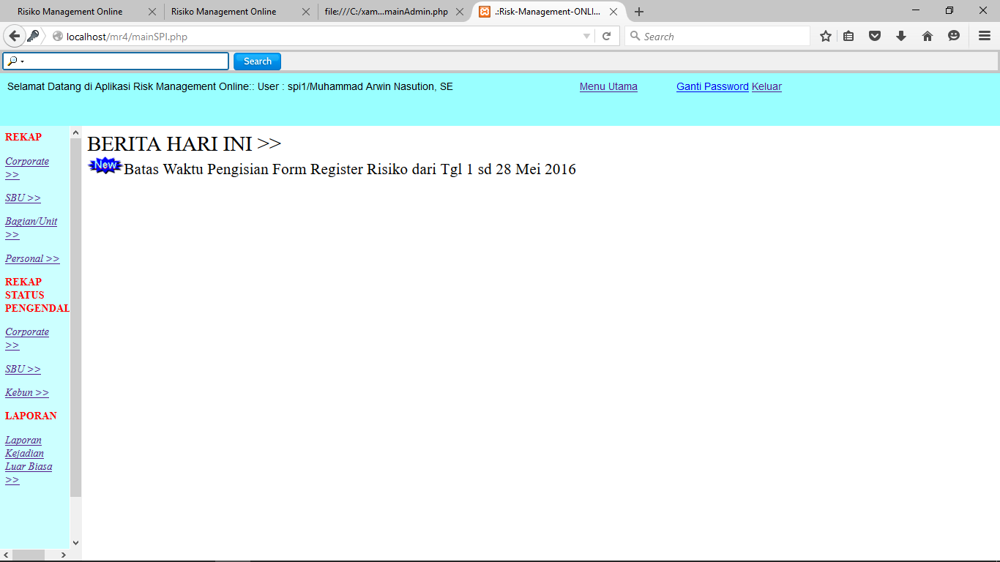 Risiko Management Online
Risiko Management Online
file:///C:/xam...mainAdmin.php
.:Risk-Management-ONLI...
localhost/mr4/mainSPI.php
Search
Search
Selamat Datang di Aplikasi Risk Management Online:: User : spi1/Muhammad Arwin Nasution, SE
Menu Utama
Ganti Password Keluar
REKAP
Corporate
>>
SBU >>
Bagian/Unit
>>
Personal >>
REKAP
STATUS
PENGENDAL
Corporate
>>
SBU >>
Kebun >>
LAPORAN
Laporan
Kejadian
Luar Biasa
>>
BERITA HARI INI >>
New Batas Waktu Pengisian Form Register Risiko dari Tgl 1 sd 28 Mei 2016